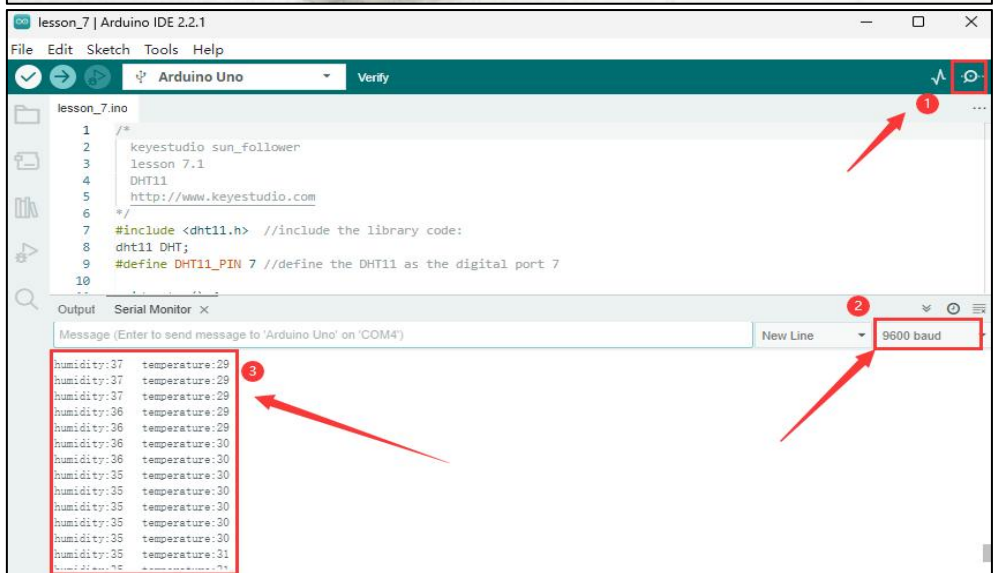 lesson_7 | Arduino IDE 2.2.1
File Edit Sketch Tools Help
Arduino Uno Verify
1
lesson_7.ino ...
1 /*
2 keyestudio sun_follower
3 lesson 7.1
4 DHT11
5 http://www.keyestudio.com
6 */
7 #include <dht11.h> //include the library code:
8 dht11 DHT;
9 #define DHT11_PIN 7 //define the DHT11 as the digital port 7
10
Output Serial Monitor × 2
Message (Enter to send message to 'Arduino Uno' on 'COM4') New Line 9600 baud
humidity:37 temperature:29
3
humidity:37 temperature:29
humidity:37 temperature:29
humidity:36 temperature:29
humidity:36 temperature:29
humidity:36 temperature:30
humidity:36 temperature:30
humidity:35 temperature:30
humidity:35 temperature:30
humidity:35 temperature:30
humidity:35 temperature:30
humidity:35 temperature:30
humidity:35 temperature:31
humidity:35 temperature:31